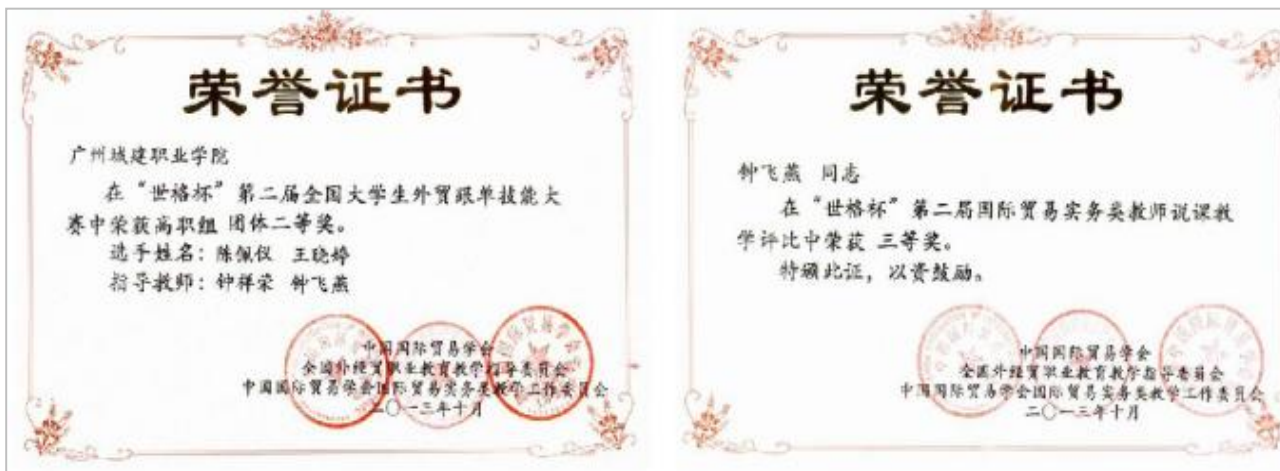 荣誉证书
广州城建职业学院
在“世格杯”第二届全国大学生外贸跟单技能大
赛中荣获高职组 团体二等奖。
选手姓名：陈佩仪 王晓婷
指导教师：钟祥荣 钟飞燕
中国国际贸易学会
全国外经贸职业教育教学指导委员会
中国国际贸易学会国际贸易实务类教学工作委员会
二〇一三年十月
荣誉证书
钟飞燕 同志
在“世格杯”第二届国际贸易实务类教师说课教
学评比中荣获 三等奖。
特颁此证，以资鼓励。
中国国际贸易学会
全国外经贸职业教育教学指导委员会
中国国际贸易学会国际贸易实务类教学工作委员会
二〇一三年十月